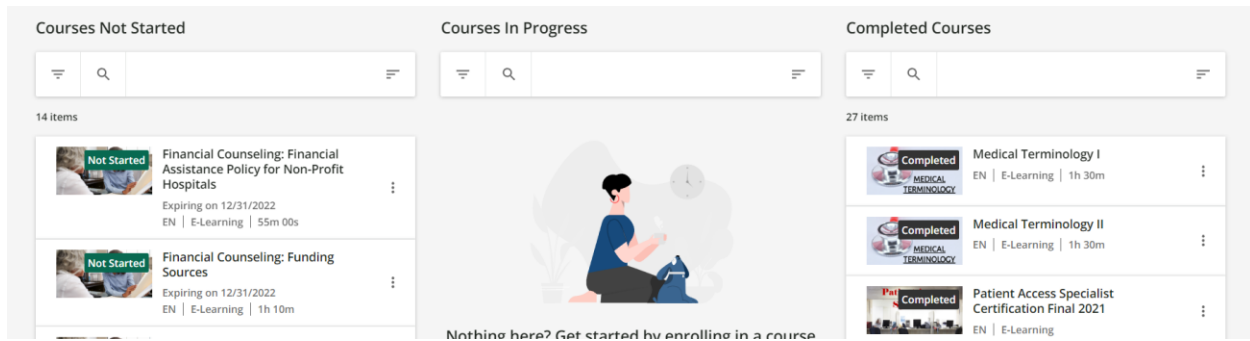 Courses Not Started
14 items
Not Started
Financial Counseling: Financial
Assistance Policy for Non-Profit
Hospitals
Expiring on 12/31/2022
EN | E-Learning | 55m 00s
Not Started
Financial Counseling: Funding
Sources
Expiring on 12/31/2022
EN | E-Learning | 1h 10m
Courses In Progress
Nothing here? Get started by enrolling in a course
Completed Courses
27 items
Completed
MEDICAL
TERMINOLOGY
Medical Terminology I
EN | E-Learning | 1h 30m
Completed
MEDICAL
TERMINOLOGY
Medical Terminology II
EN | E-Learning | 1h 30m
Completed
Patient Access Specialist
Certification Final 2021
EN | E-Learning